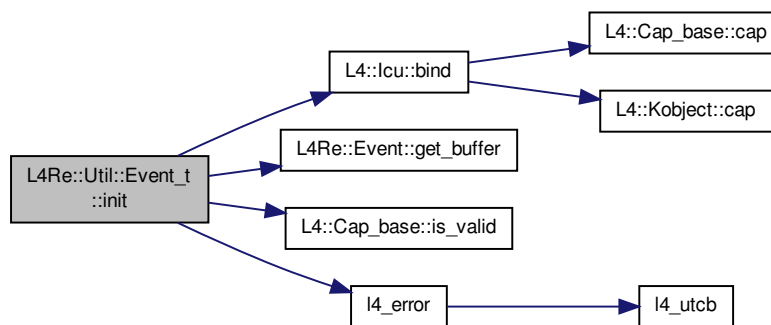 L4Re::Util::Event_t
::init
L4::Icu::bind
L4::Cap_base::cap
L4::Kobject::cap
L4Re::Event::get_buffer
L4::Cap_base::is_valid
l4_error
l4_utcb